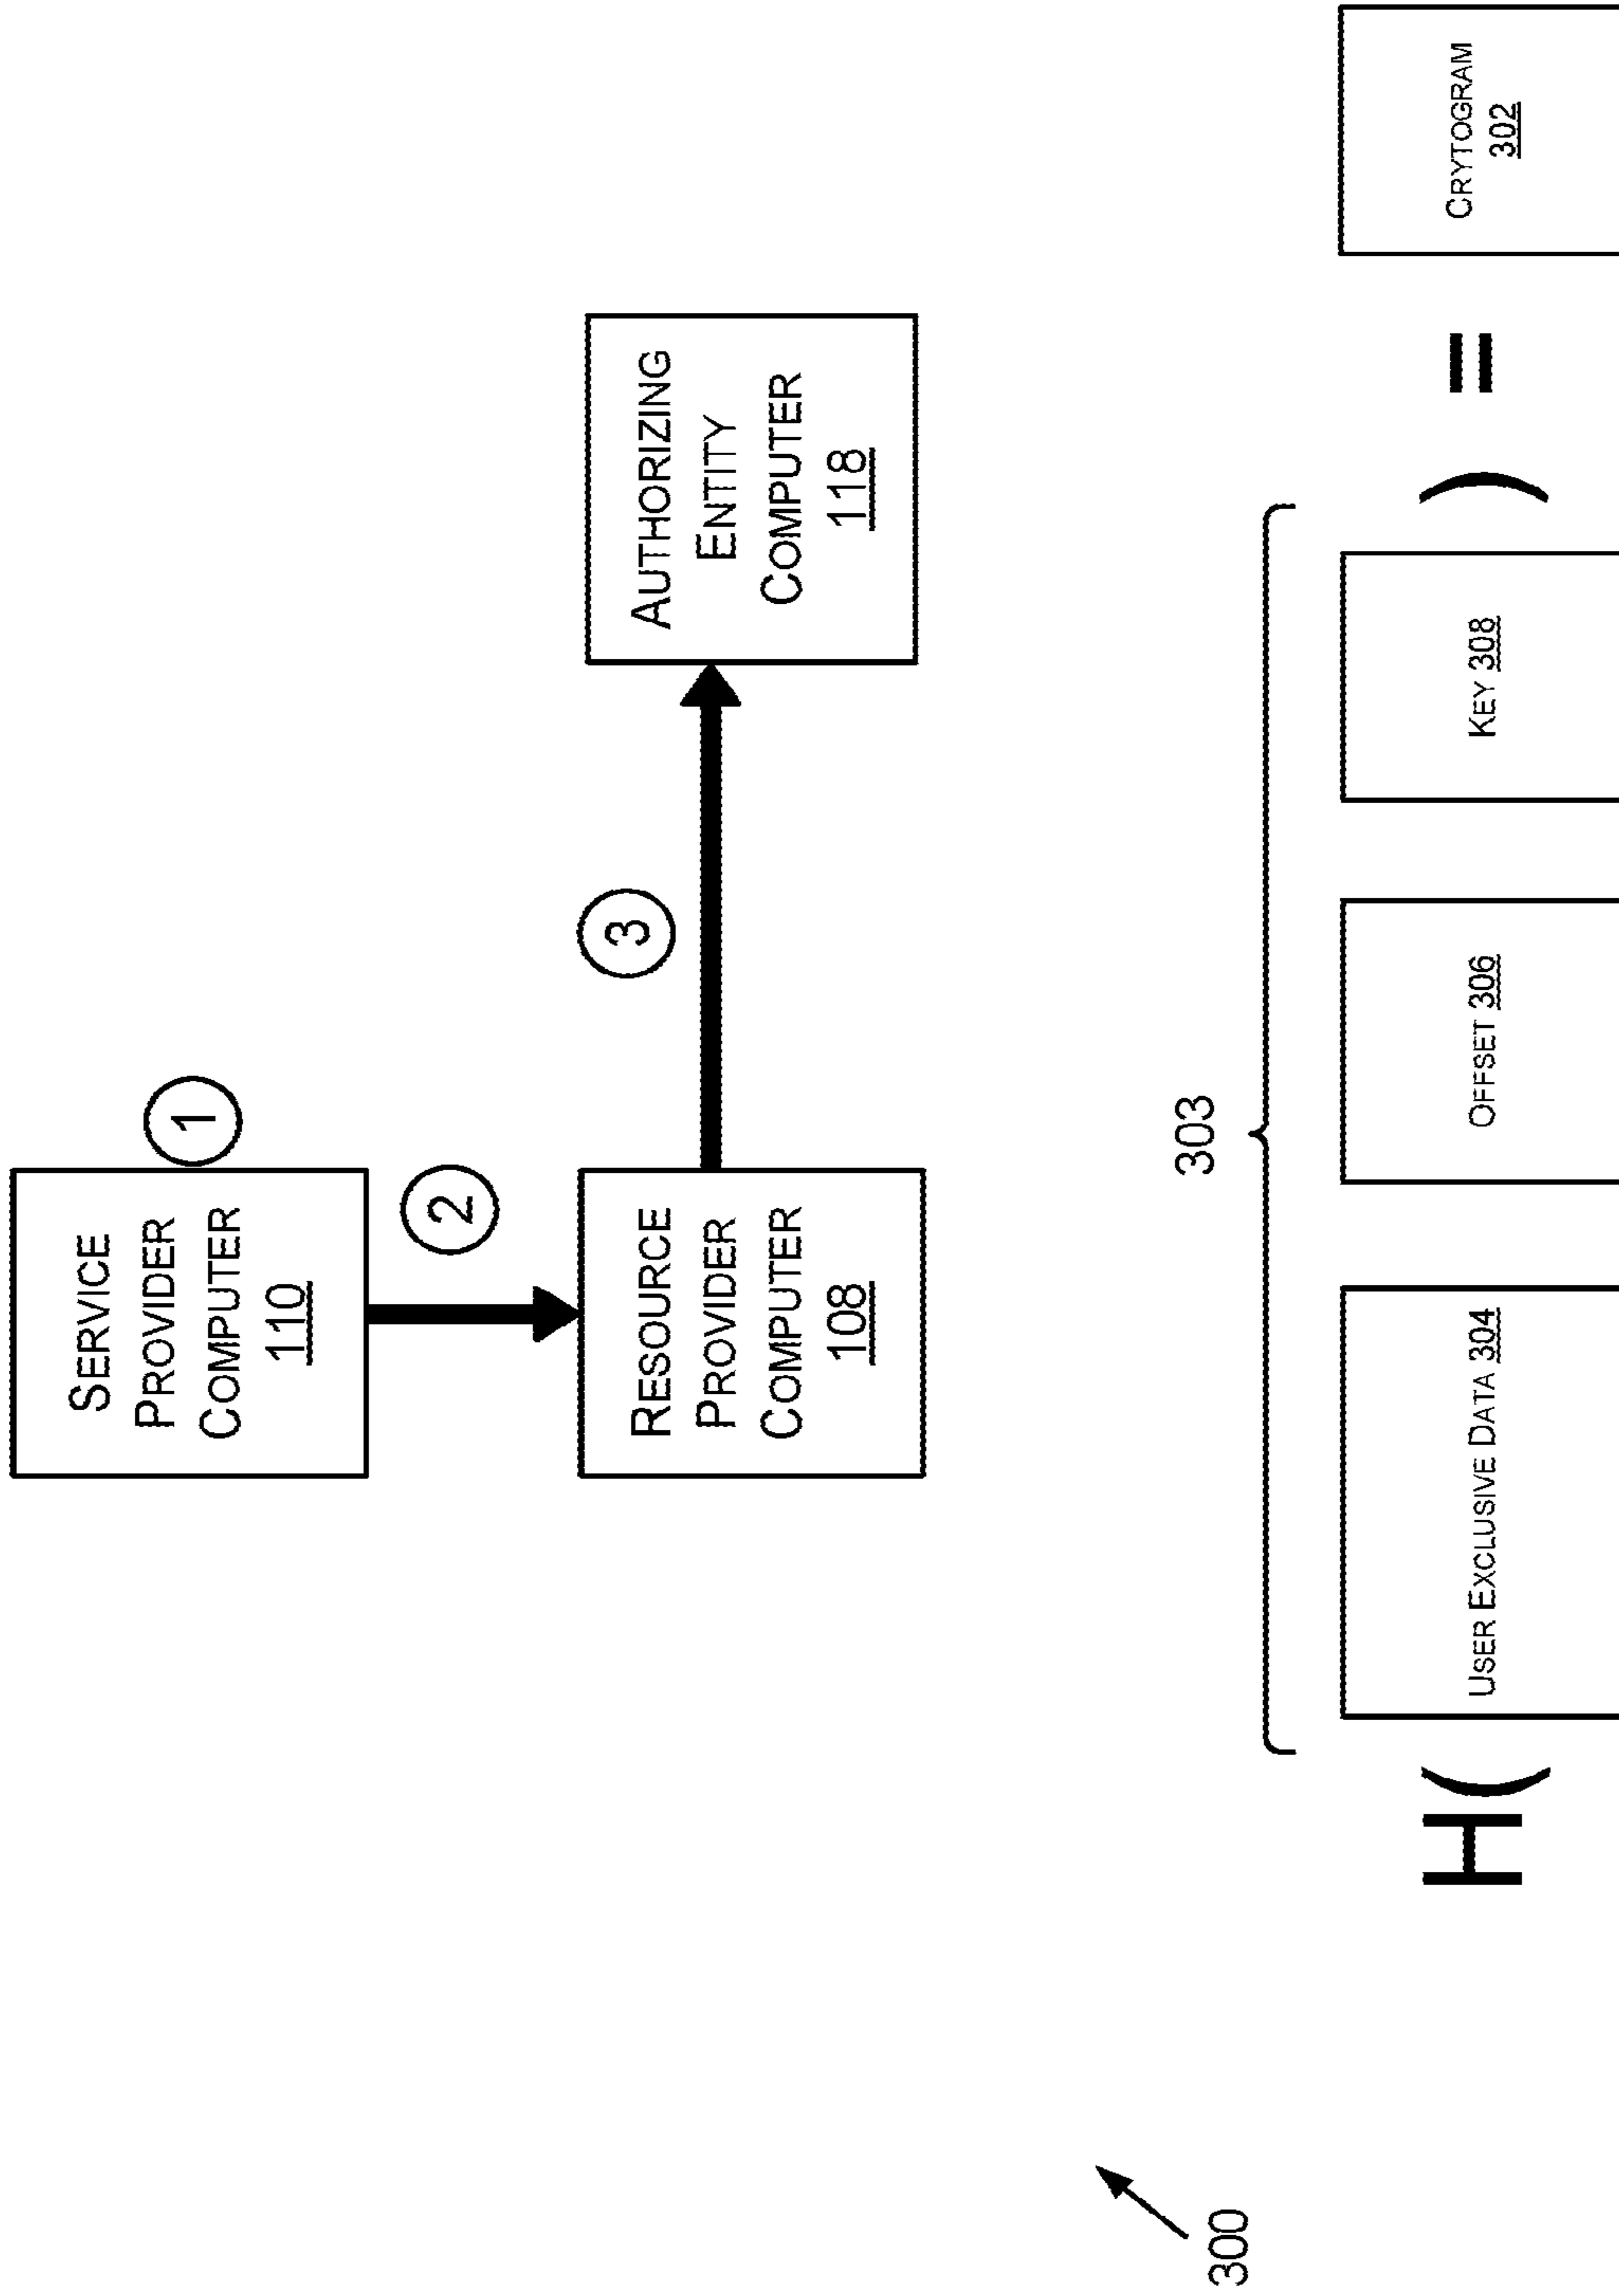 SERVICE
PROVIDER
COMPUTER
110
1
2
RESOURCE
PROVIDER
COMPUTER
108
3
AUTHORIZING
ENTITY
COMPUTER
118
300
303
H(
USER EXCLUSIVE DATA 304
OFFSET 306
KEY 308
)
=
CRYTOGRAM
302